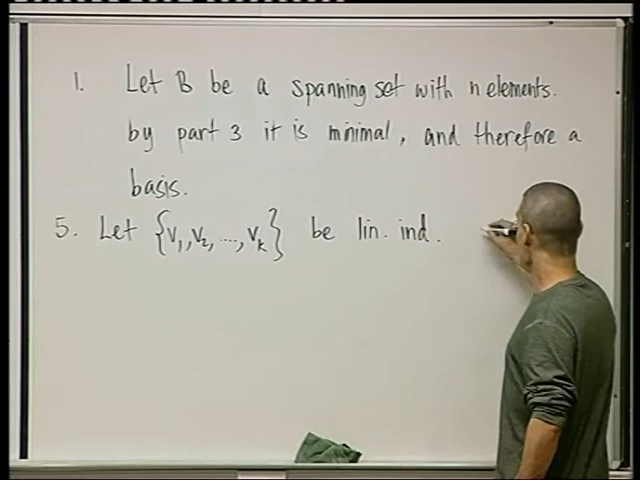 1. Let B be a spanning set with n elements.
by part 3 it is minimal, and therefore a
basis.
5. Let {v₁, v₂, ..., vₖ} be lin. ind.